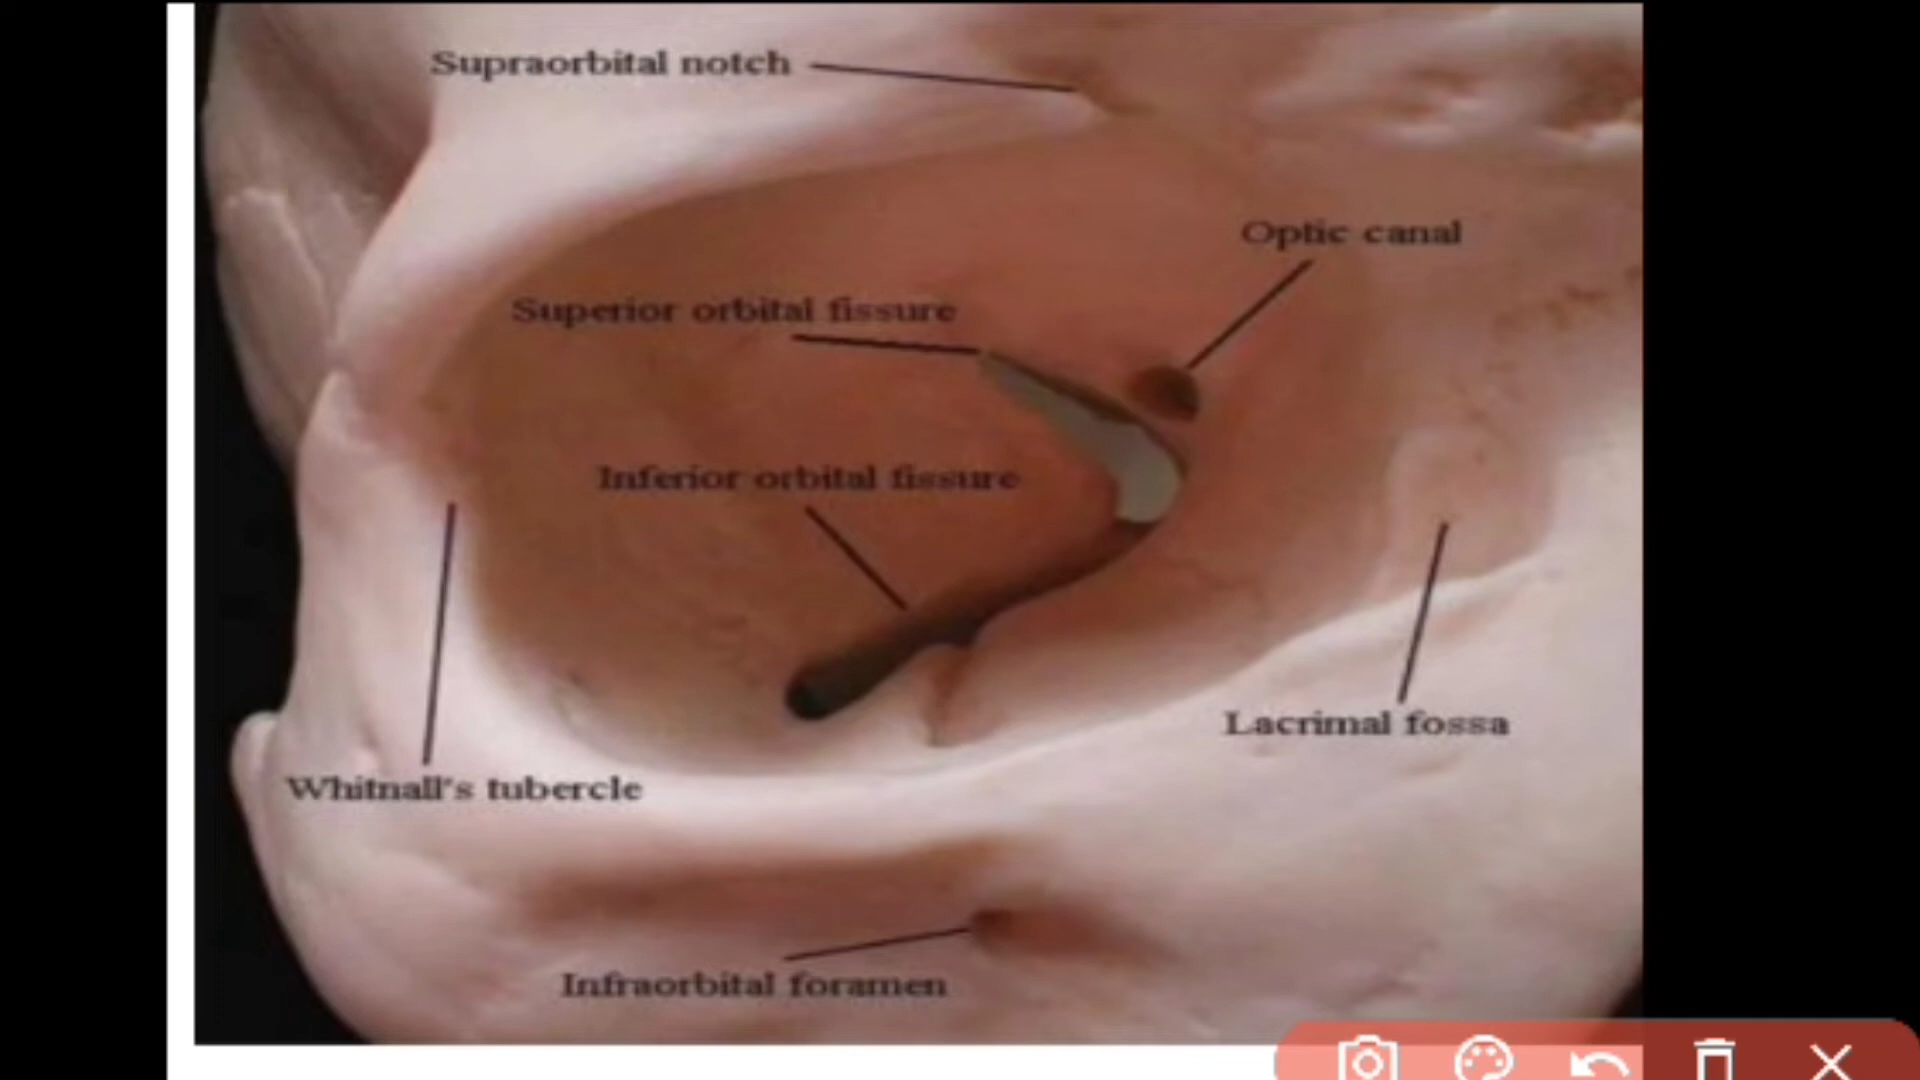 Supraorbital notch
Optic canal
Superior orbital fissure
Inferior orbital fissure
Lacrimal fossa
Whitnall's tubercle
Infraorbital foramen